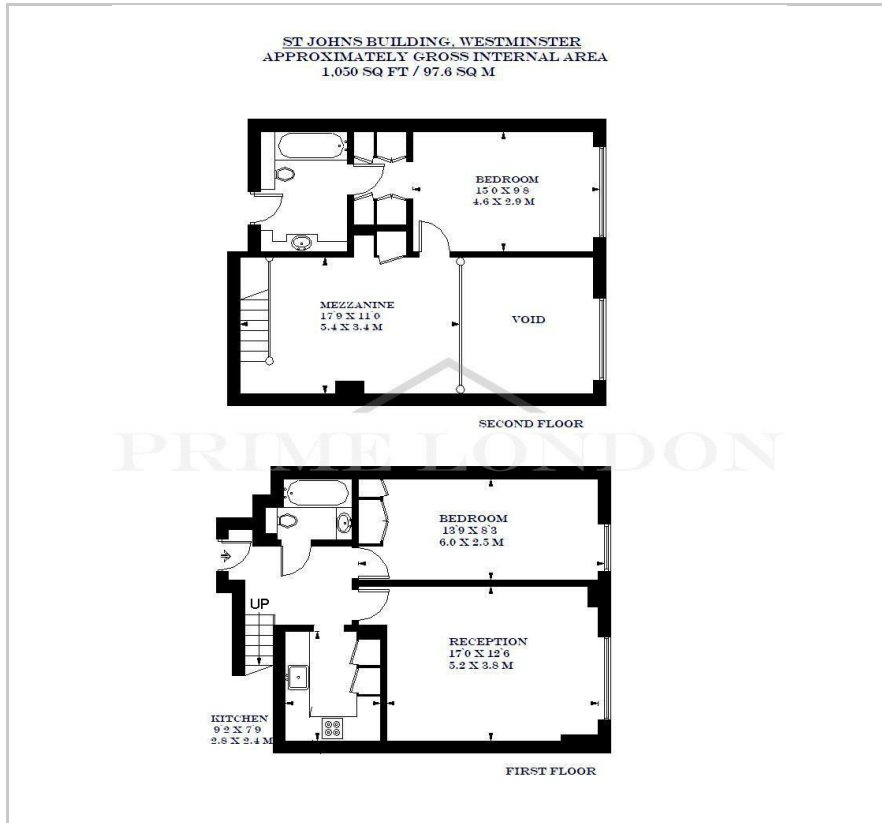 ST JOHNS BUILDING, WESTMINSTER
APPROXIMATELY GROSS INTERNAL AREA
1,050 SQ FT / 97.6 SQ M
BEDROOM
15'0 X 9'8
4.6 X 2.9 M
MEZZANINE
17'9 X 11'0
5.4 X 3.4 M
VOID
SECOND FLOOR
PRIME LONDON
BEDROOM
13'9 X 8'3
6.0 X 2.5 M
UP
RECEPTION
17'0 X 12'6
5.2 X 3.8 M
KITCHEN
9'2 X 7'9
2.8 X 2.4 M
FIRST FLOOR